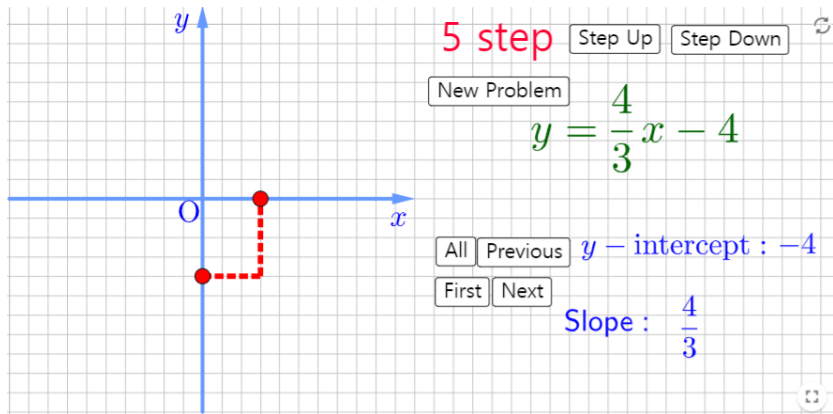 y
5 step
Step Up
Step Down
New Problem
y = 4/3 x − 4
O
x
All
Previous
y − intercept : −4
First
Next
Slope : 4/3